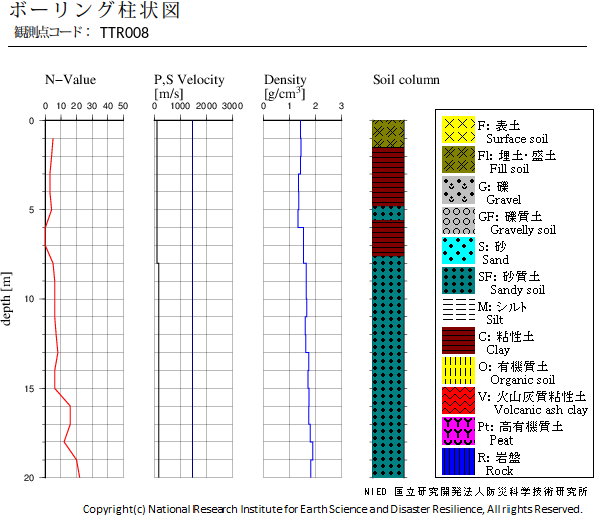 ボーリング柱状図
観測点コード： TTR008
N−Value P,S Velocity Density Soil column
[m/s] [g/cm³]
0 10 20 30 40 50 0 1000 2000 3000 0 1 2 3
0
5
10
15
20
depth [m]
F: 表土
Surface soil
Fl: 埋土・盛土
Fill soil
G: 礫
Gravel
GF: 礫質土
Gravelly soil
S: 砂
Sand
SF: 砂質土
Sandy soil
M: シルト
Silt
C: 粘性土
Clay
O: 有機質土
Organic soil
V: 火山灰質粘性土
Volcanic ash clay
Pt: 高有機質土
Peat
R: 岩盤
Rock
NIED 国立研究開発法人防災科学技術研究所
Copyright(c) National Research Institute for Earth Science and Disaster Resilience, All Rights Reserved.